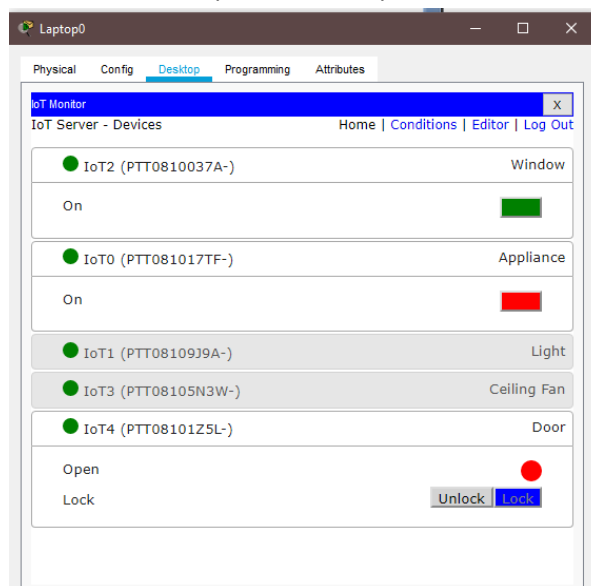 Laptop0
Physical Config Desktop Programming Attributes
IoT Monitor X
IoT Server - Devices Home | Conditions | Editor | Log Out
IoT2 (PTT0810037A-) Window
On
IoT0 (PTT081017TF-) Appliance
On
IoT1 (PTT08109J9A-) Light
IoT3 (PTT08105N3W-) Ceiling Fan
IoT4 (PTT08101Z5L-) Door
Open
Lock Unlock Lock